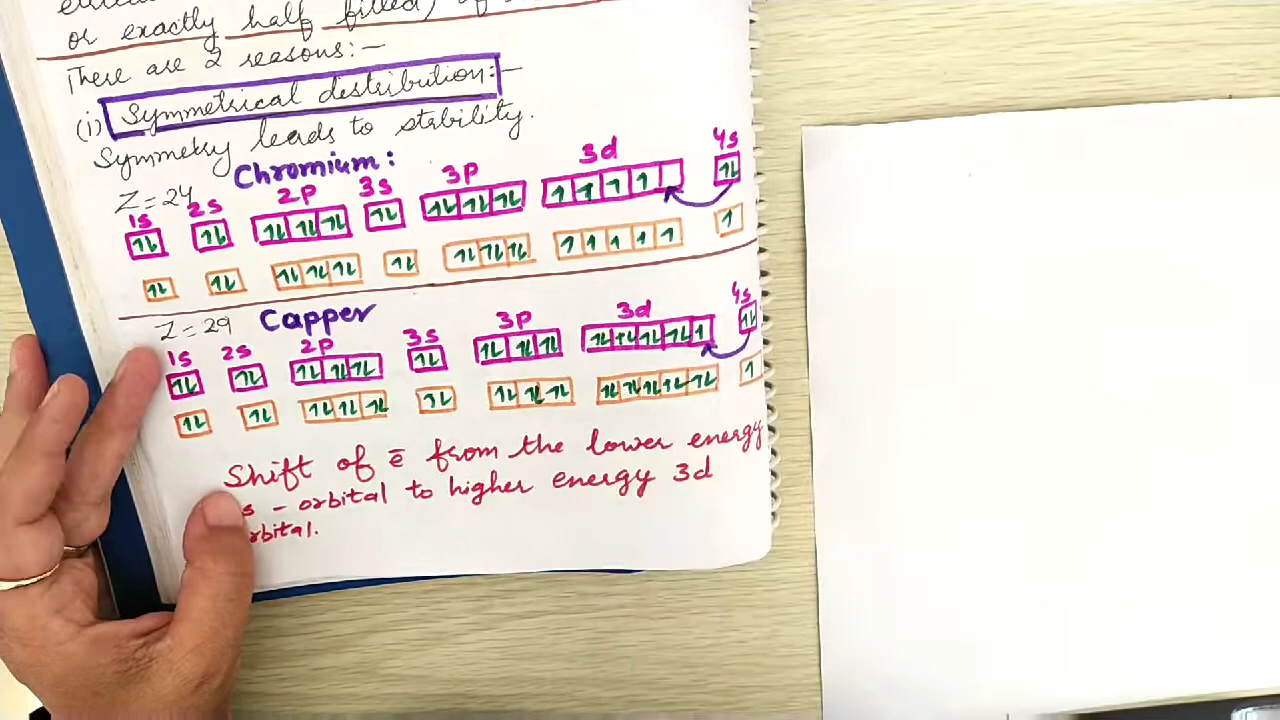 or exactly half filled) of
There are 2 reasons:-
(i) Symmetrical distribution:-
Symmetry leads to stability.
Z = 24 Chromium:
1s 2s 2p 3s 3p 3d 4s
Z = 29 Capper
1s 2s 2p 3s 3p 3d 4s
Shift of ē from the lower energy
s - orbital to higher energy 3d
orbital.